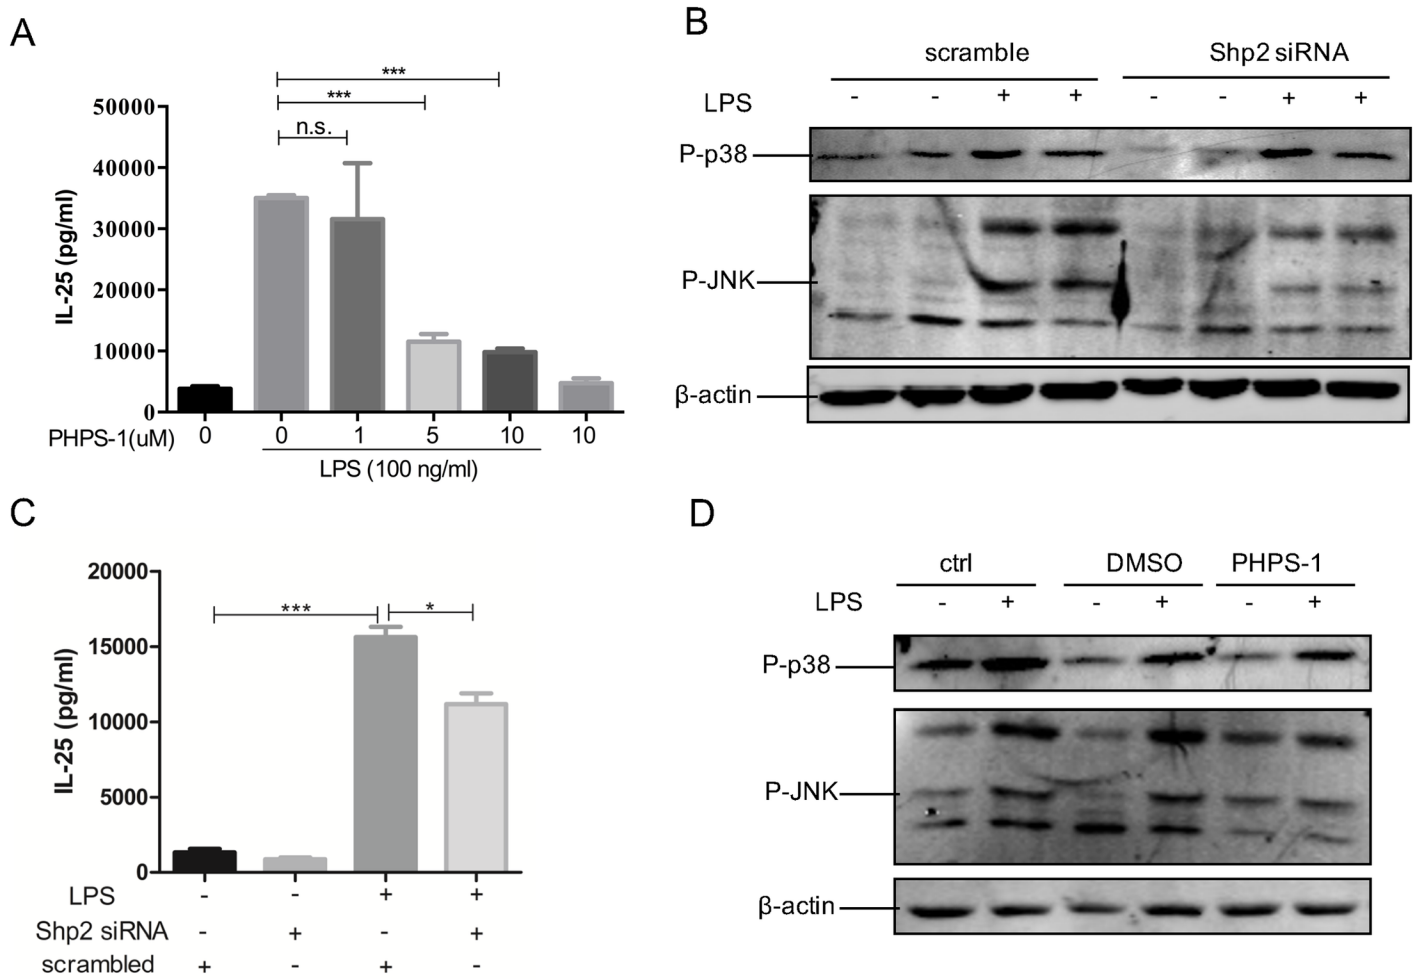 A
***
***
n.s.
50000
40000
30000
20000
10000
0
IL-25 (pg/ml)
PHPS-1(uM) 0 0 1 5 10 10
LPS (100 ng/ml)
B
scramble Shp2 siRNA
LPS - - + + - - + +
P-p38
P-JNK
β-actin
C
20000
15000
10000
5000
0
IL-25 (pg/ml)
*** *
LPS - - + +
Shp2 siRNA - + - +
scrambled + - + -
D
ctrl DMSO PHPS-1
LPS - + - + - +
P-p38
P-JNK
β-actin